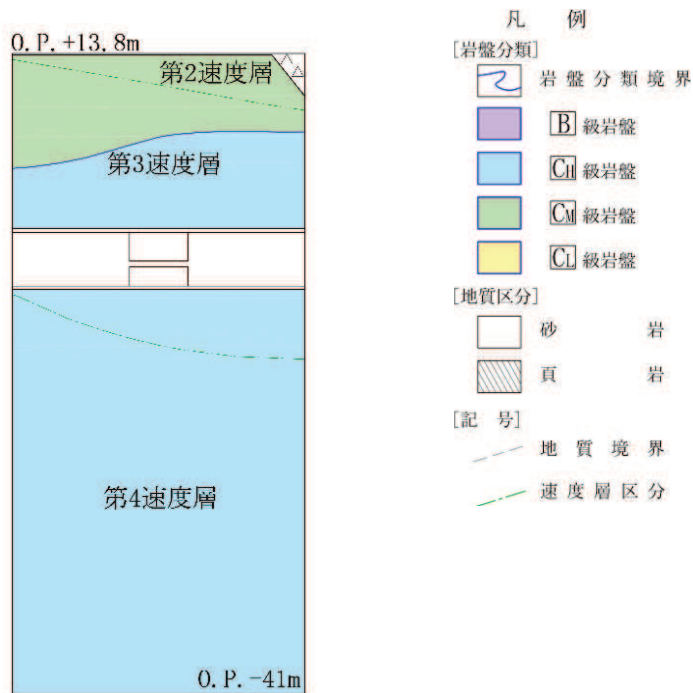 O.P.+13.8m
第2速度層
第3速度層
第4速度層
O.P.-41m
凡 例
[岩盤分類]
岩盤分類境界
B 級岩盤
CH 級岩盤
CM 級岩盤
CL 級岩盤
[地質区分]
砂 岩
頁 岩
[記 号]
地 質 境 界
速 度 層 区 分